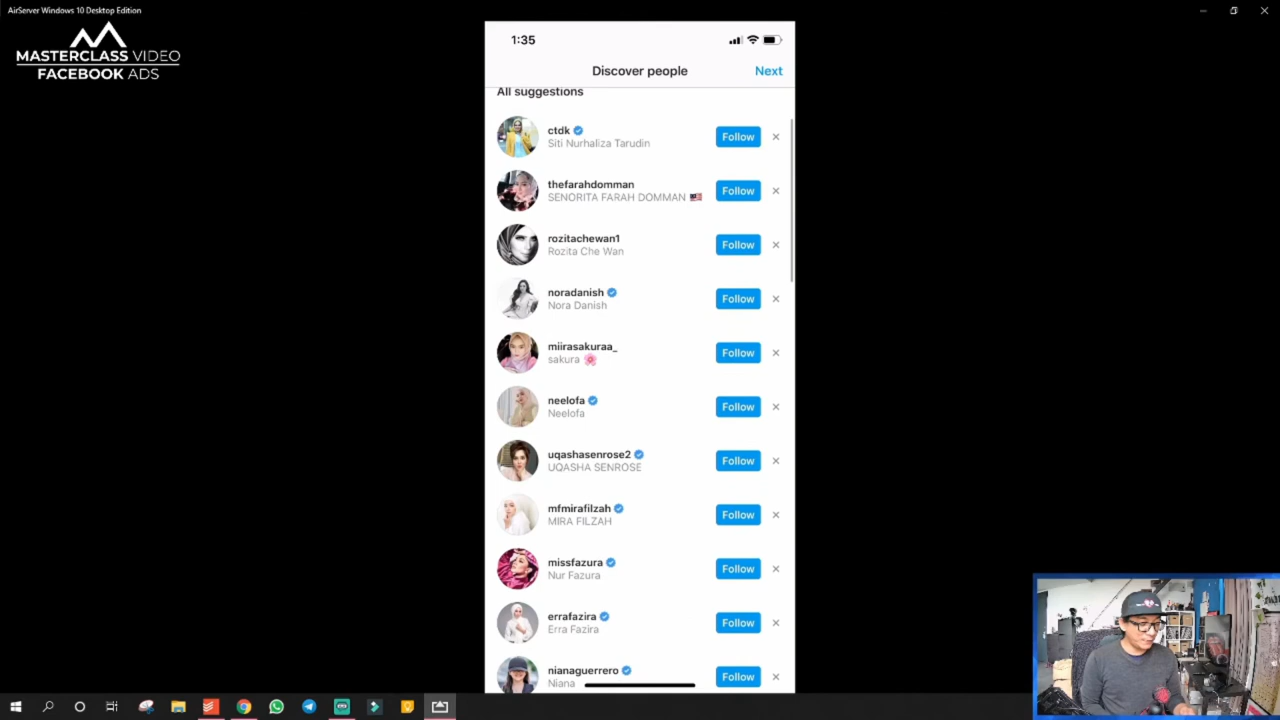 AirServer Windows 10 Desktop Edition
MASTERCLASS VIDEO
FACEBOOK ADS
1:35
Discover people
Next
All suggestions
ctdk
Siti Nurhaliza Tarudin
Follow
thefarahdomman
SENORITA FARAH DOMMAN 🇲🇾
Follow
rozitachewan1
Rozita Che Wan
Follow
noradanish
Nora Danish
Follow
miirasakuraa_
sakura 🌸
Follow
neelofa
Neelofa
Follow
uqashasenrose2
UQASHA SENROSE
Follow
mfmirafilzah
MIRA FILZAH
Follow
missfazura
Nur Fazura
Follow
errafazira
Erra Fazira
Follow
nianaguerrero
Niana
Follow